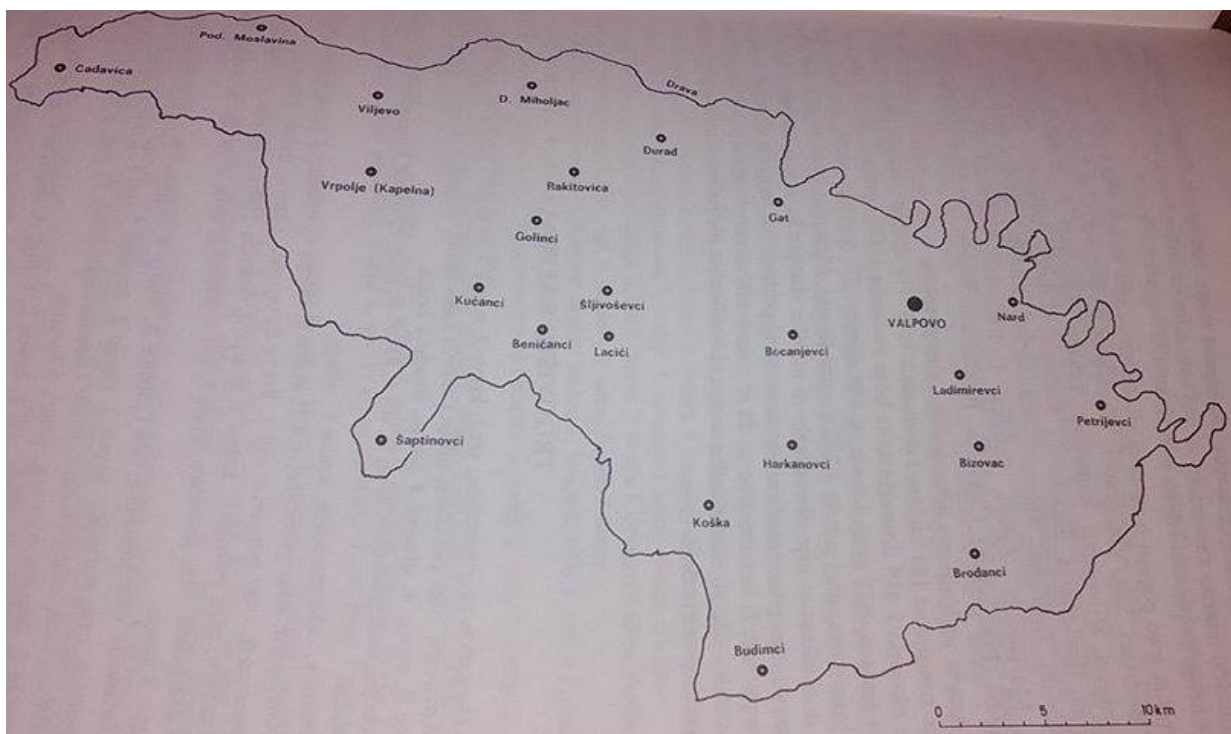 Pod. Moslavina
Čađavica
Viljevo
D. Miholjac
Drava
Đurađ
Vrpolje (Kapelna)
Rakitovica
Gat
Golinci
Kućanci
Šljivoševci
VALPOVO
Nard
Beničanci
Lacići
Bocanjevci
Ladimirevci
Petrijevci
Šaptinovci
Harkanovci
Bizovac
Koška
Brođanci
Budimci
0 5 10km